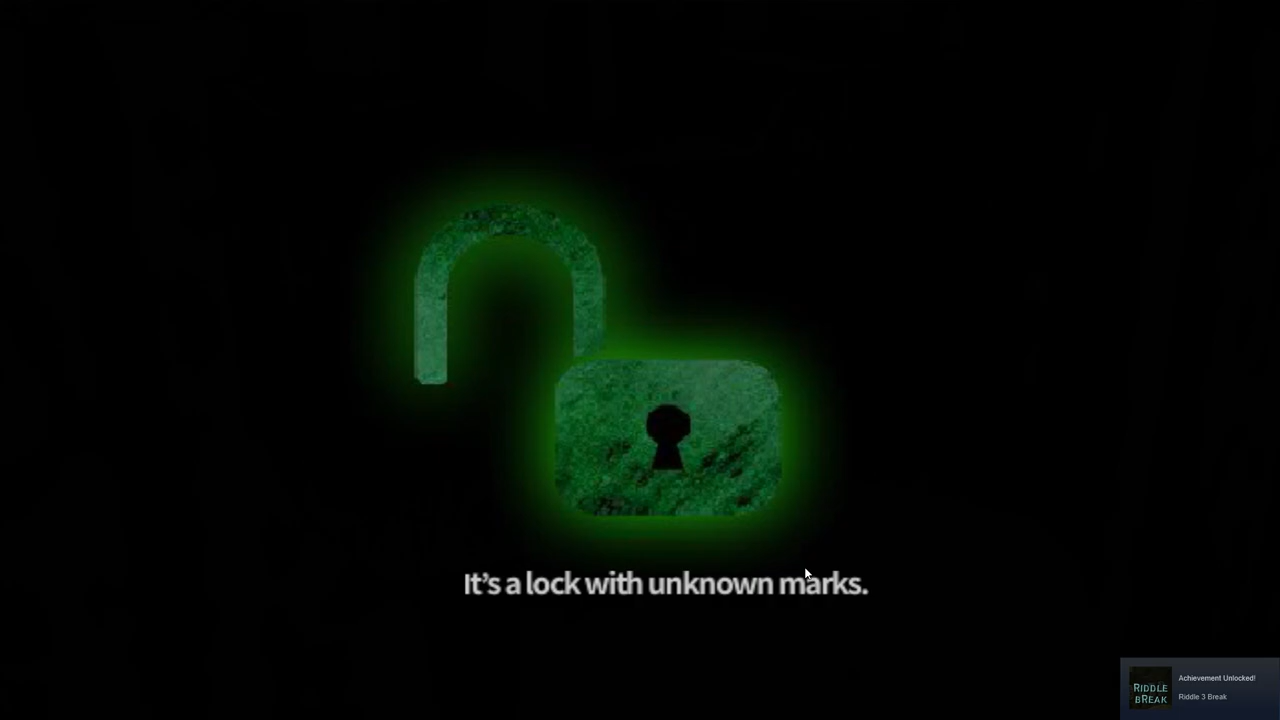 It's a lock with unknown marks.
Achievement Unlocked!
RIDDLE
bREAK
Riddle 3 Break